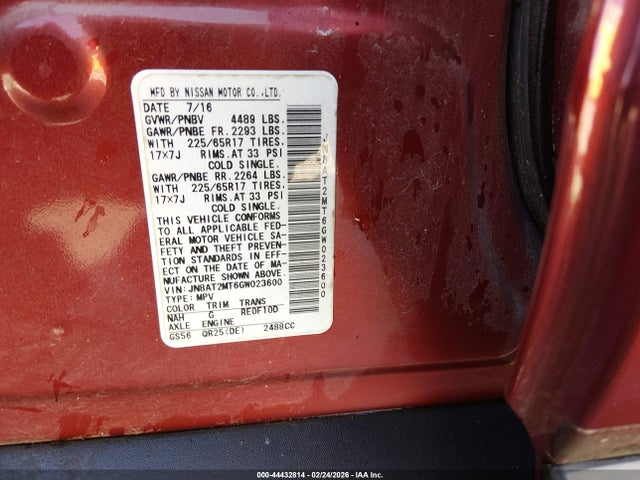 MFD BY NISSAN MOTOR CO.,LTD.
DATE 7/16
GVWR/PNBV 4489 LBS.
GAWR/PNBE FR. 2293 LBS.
WITH 225/65R17 TIRES.
17×7J RIMS.AT 33 PSI
COLD SINGLE.
GAWR/PNBE RR. 2264 LBS.
WITH 225/65R17 TIRES.
17×7J RIMS.AT 33 PSI
COLD SINGLE.
THIS VEHICLE CONFORMS
TO ALL APPLICABLE FED-
ERAL MOTOR VEHICLE SA-
FETY AND THEFT PREVEN-
TION STANDARDS IN EFF-
ECT ON THE DATE OF MA-
NUFACTURE SHOWN ABOVE.
VIN: JN8AT2MT6GW023600
TYPE: MPV
COLOR TRIM TRANS
NAH G RE0F10D
AXLE ENGINE
GS56 QR25(DE) 2488CC
JN8AT2MT6GW023600
000-44432814 - 02/24/2026 - IAA Inc.